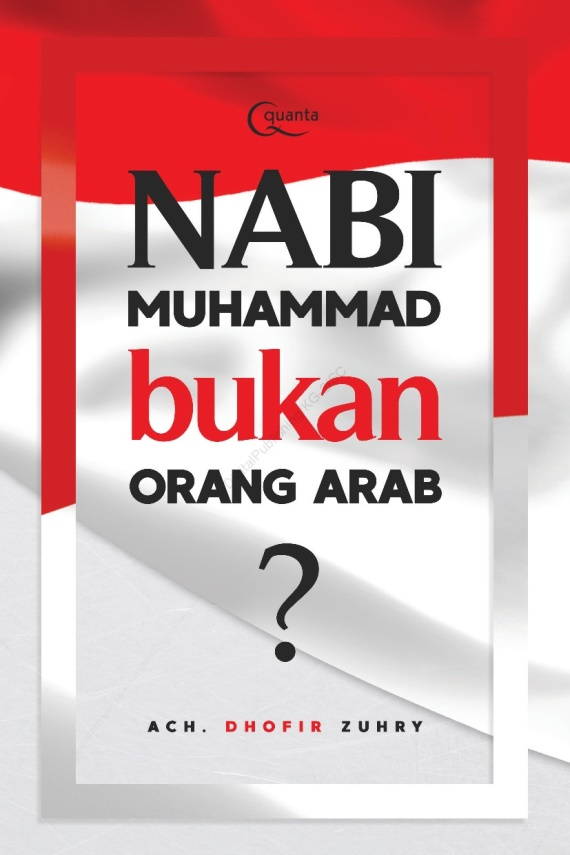 quanta
NABI
MUHAMMAD
bukan
ORANG ARAB
?
ACH. DHOFIR ZUHRY